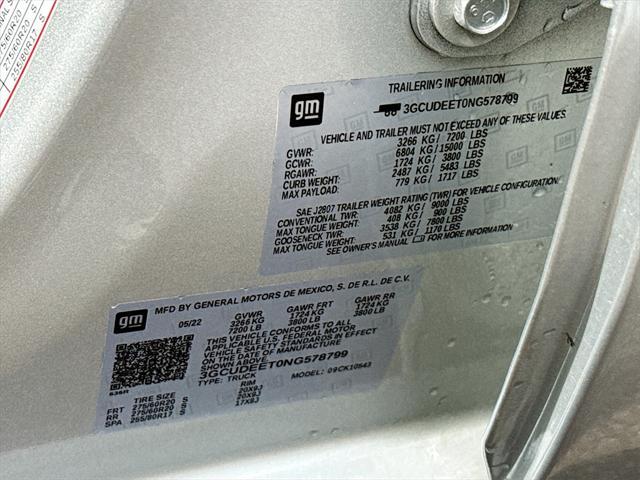 275/60R20 S
275/60R20 S
255/80R17 S
TRAILERING INFORMATION
gm
3GCUDEET0NG578799
VEHICLE AND TRAILER MUST NOT EXCEED ANY OF THESE VALUES.
GVWR: 3266 KG / 7200 LBS
GCWR: 6804 KG / 15000 LBS
RGAWR: 1724 KG / 3800 LBS
CURB WEIGHT: 2487 KG / 5483 LBS
MAX PAYLOAD: 779 KG / 1717 LBS
SAE J2807 TRAILER WEIGHT RATING (TWR) FOR VEHICLE CONFIGURATION.
CONVENTIONAL TWR: 4082 KG / 9000 LBS
MAX TONGUE WEIGHT: 408 KG / 900 LBS
GOOSENECK TWR: 3538 KG / 7800 LBS
MAX TONGUE WEIGHT: 531 KG / 1170 LBS
SEE OWNER'S MANUAL FOR MORE INFORMATION
gm
MFD BY GENERAL MOTORS DE MEXICO, S. DE R.L. DE C.V.
05/22 GVWR GAWR FRT GAWR RR
3266KG 1724 KG 1724 KG
7200 LB 3800 LB 3800 LB
THIS VEHICLE CONFORMS TO ALL
APPLICABLE U.S. FEDERAL MOTOR
VEHICLE SAFETY STANDARDS IN EFFECT
ON THE DATE OF MANUFACTURE
SHOWN ABOVE.
3GCUDEET0NG578799
TYPE: TRUCK MODEL: 09CK10543
TIRE SIZE RIM
FRT 275/60R20 S 20X9J
RR 275/60R20 S 20X9J
SPA 255/80R17 S 17X8J